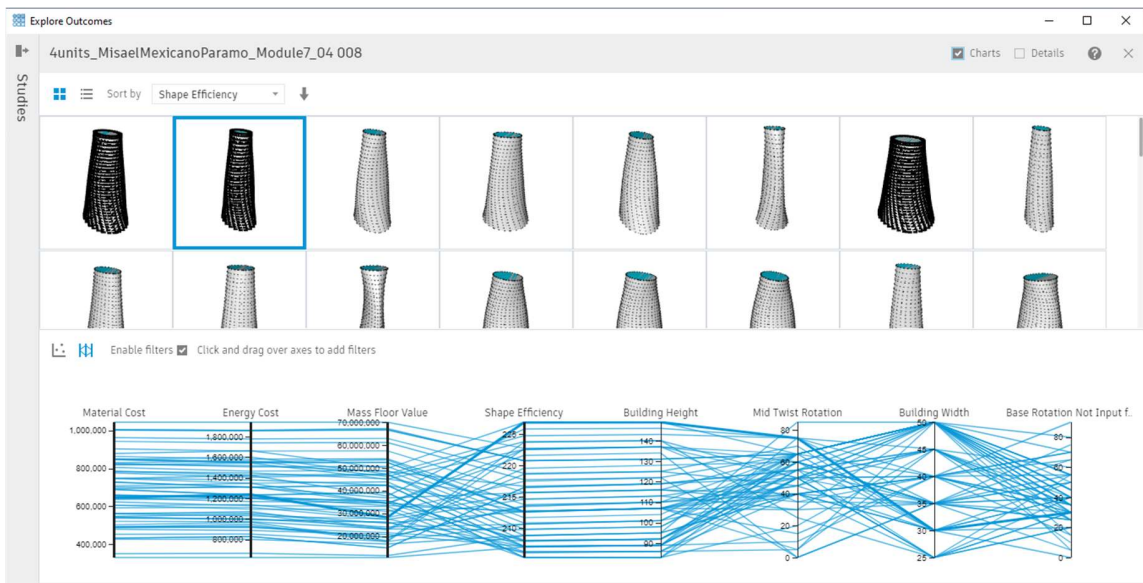 Explore Outcomes
4units_MisaelMexicanoParamo_Module7_04 008
Charts
Details
Studies
Sort by
Shape Efficiency
Enable filters
Click and drag over axes to add filters
Material Cost
Energy Cost
Mass Floor Value
Shape Efficiency
Building Height
Mid Twist Rotation
Building Width
Base Rotation Not Input f..
1,000.000
800.000
600.000
400.000
1,800.000
1,600.000
1,400.000
1,200.000
1,000.000
800.000
70,000.000
60,000.000
50,000.000
40,000.000
30,000.000
20,000.000
225
220
215
210
140
130
120
110
100
90
80
60
40
20
0
50
45
40
35
30
25
80
60
40
20
0